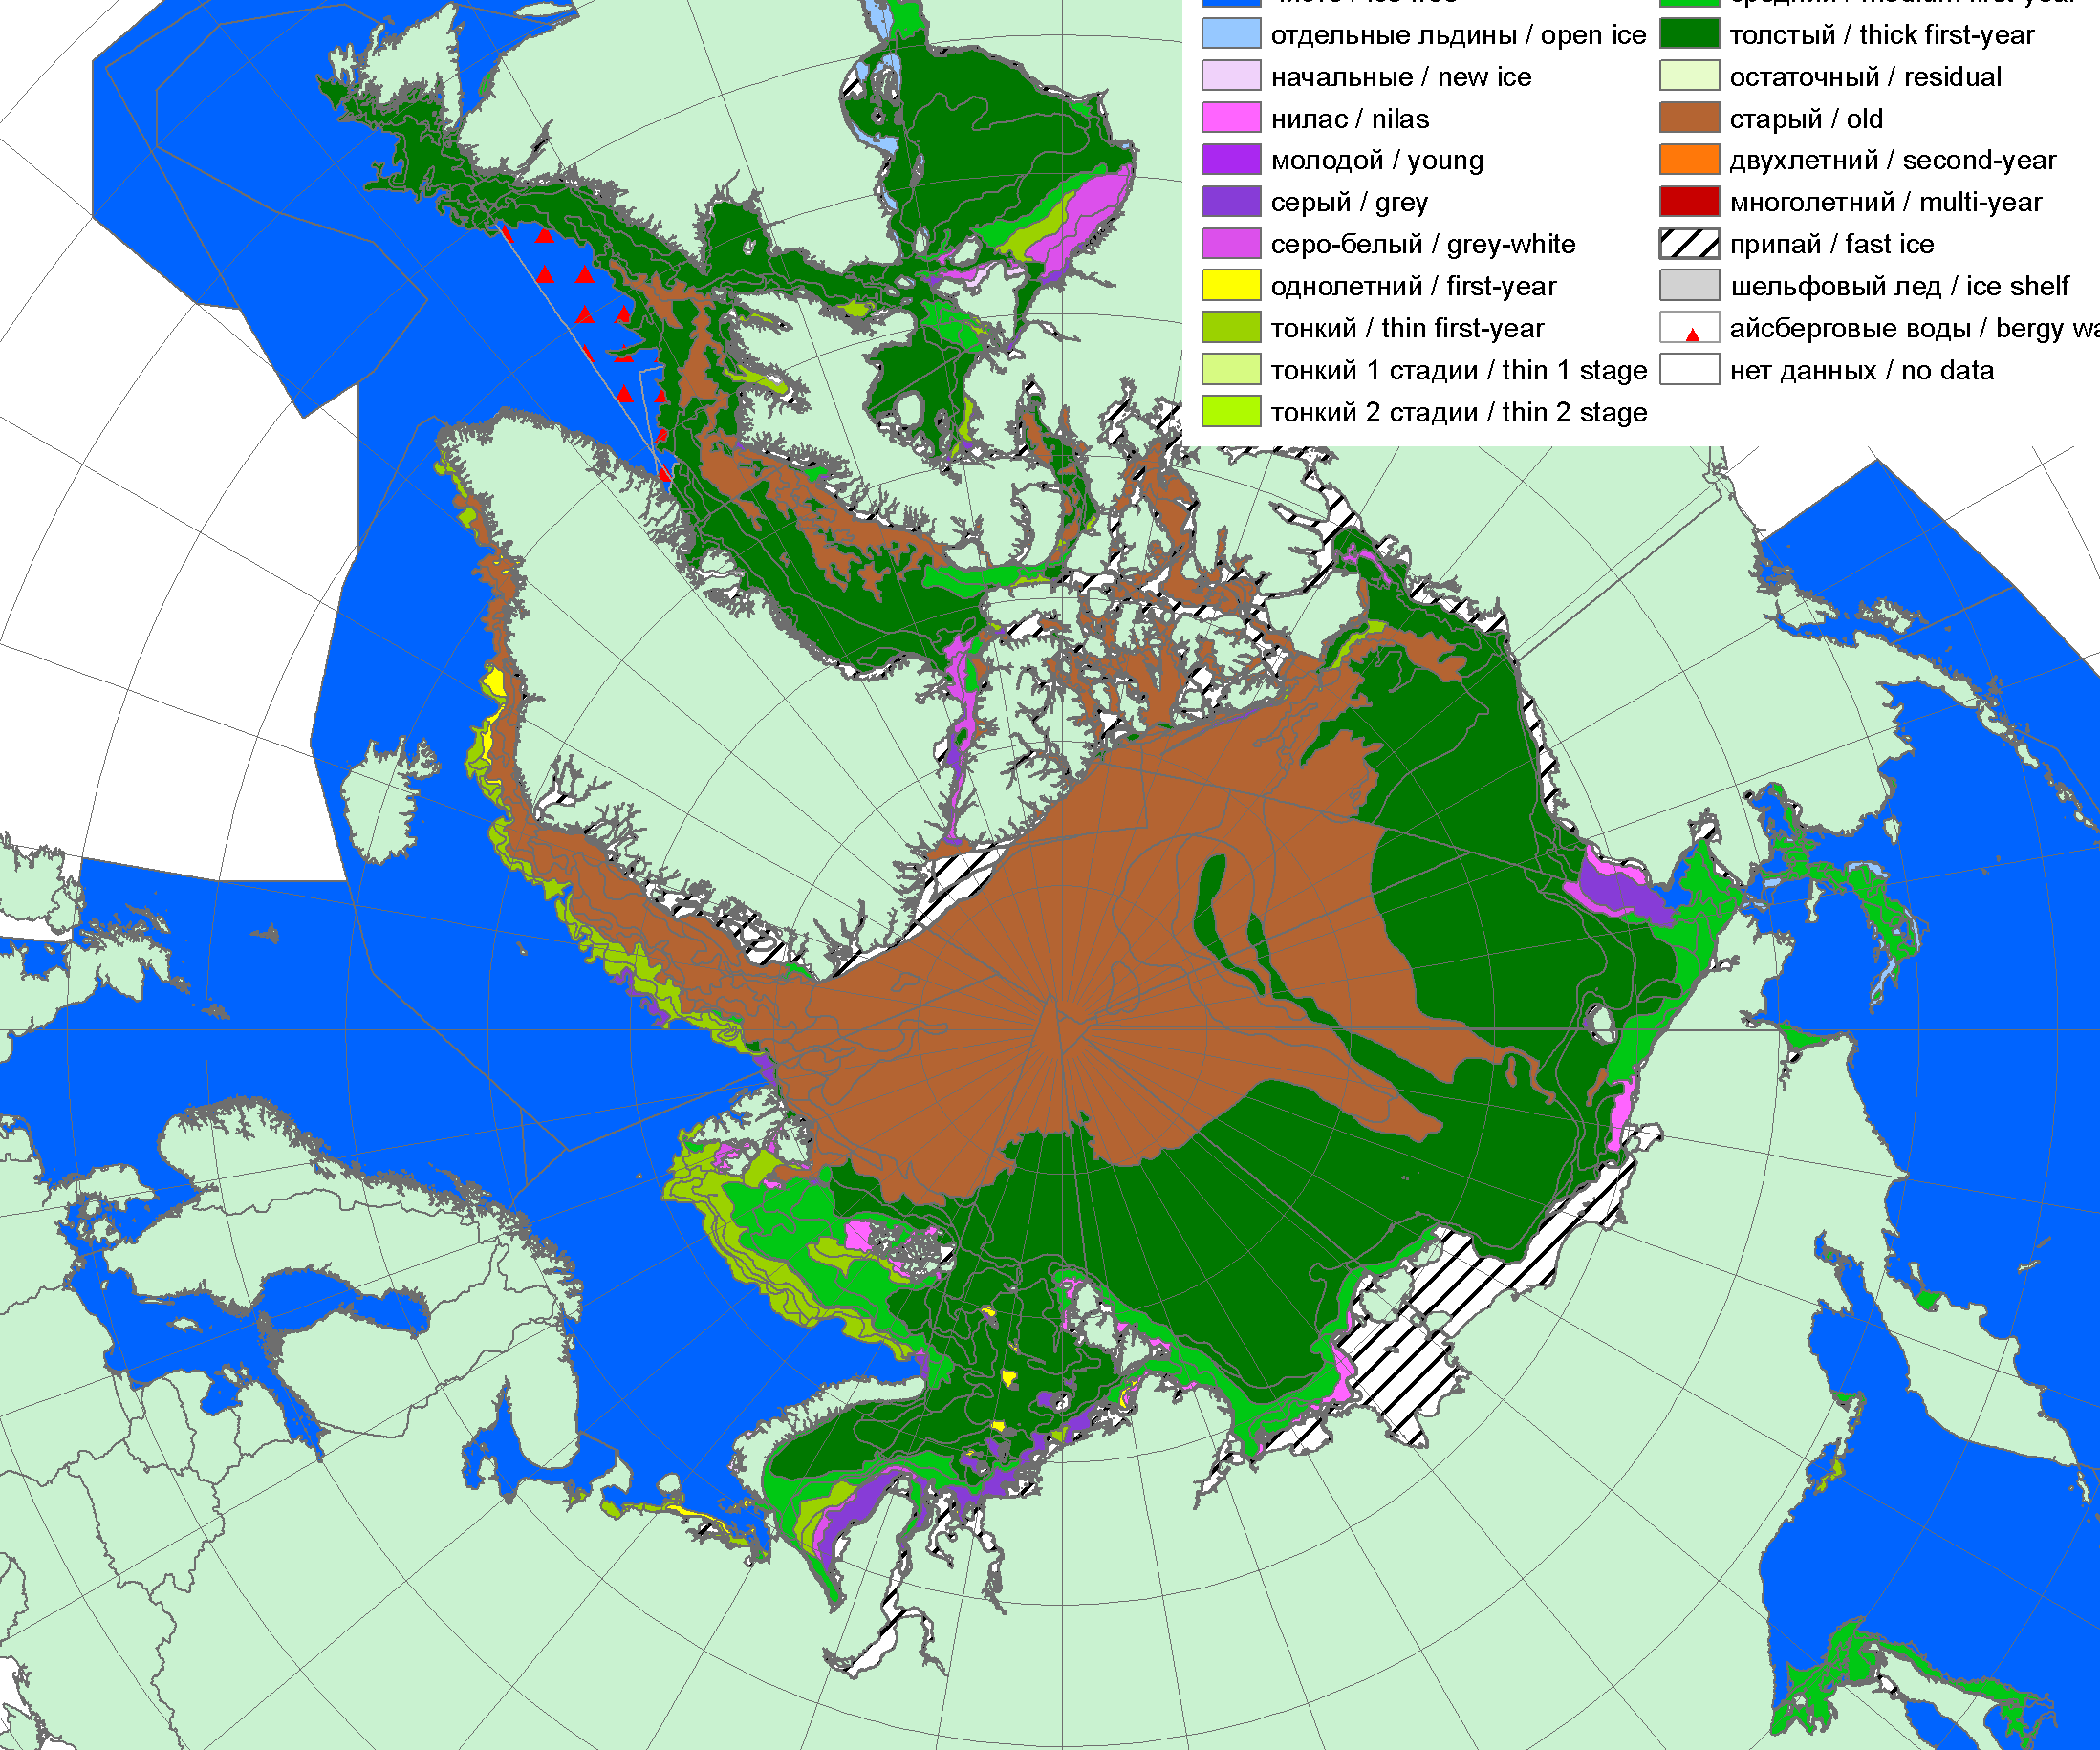 отдельные льдины / open ice
начальные / new ice
нилас / nilas
молодой / young
серый / grey
серо-белый / grey-white
однолетний / first-year
тонкий / thin first-year
тонкий 1 стадии / thin 1 stage
тонкий 2 стадии / thin 2 stage
толстый / thick first-year
остаточный / residual
старый / old
двухлетний / second-year
многолетний / multi-year
припай / fast ice
шельфовый лед / ice shelf
айсберговые воды / bergy wa
нет данных / no data